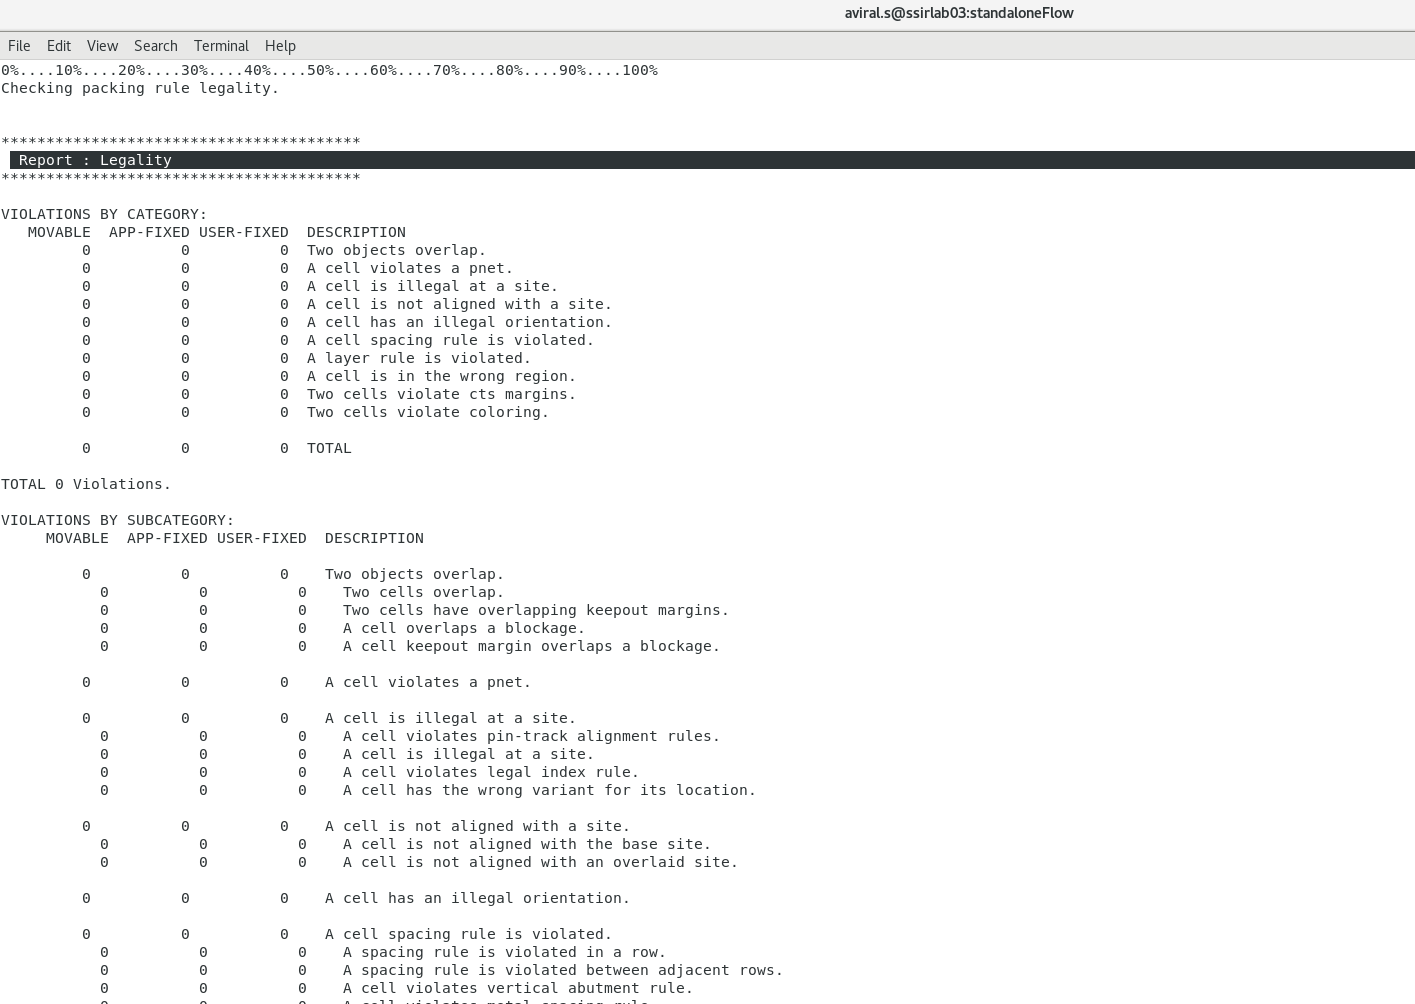 aviral.s@ssirlab03:standaloneFlow
File Edit View Search Terminal Help
0%....10%....20%....30%....40%....50%....60%....70%....80%....90%....100%
Checking packing rule legality.
****************************************
Report : Legality
****************************************
VIOLATIONS BY CATEGORY:
MOVABLE APP-FIXED USER-FIXED DESCRIPTION
0 0 0 Two objects overlap.
0 0 0 A cell violates a pnet.
0 0 0 A cell is illegal at a site.
0 0 0 A cell is not aligned with a site.
0 0 0 A cell has an illegal orientation.
0 0 0 A cell spacing rule is violated.
0 0 0 A layer rule is violated.
0 0 0 A cell is in the wrong region.
0 0 0 Two cells violate cts margins.
0 0 0 Two cells violate coloring.
0 0 0 TOTAL
TOTAL 0 Violations.
VIOLATIONS BY SUBCATEGORY:
MOVABLE APP-FIXED USER-FIXED DESCRIPTION
0 0 0 Two objects overlap.
0 0 0 Two cells overlap.
0 0 0 Two cells have overlapping keepout margins.
0 0 0 A cell overlaps a blockage.
0 0 0 A cell keepout margin overlaps a blockage.
0 0 0 A cell violates a pnet.
0 0 0 A cell is illegal at a site.
0 0 0 A cell violates pin-track alignment rules.
0 0 0 A cell is illegal at a site.
0 0 0 A cell violates legal index rule.
0 0 0 A cell has the wrong variant for its location.
0 0 0 A cell is not aligned with a site.
0 0 0 A cell is not aligned with the base site.
0 0 0 A cell is not aligned with an overlaid site.
0 0 0 A cell has an illegal orientation.
0 0 0 A cell spacing rule is violated.
0 0 0 A spacing rule is violated in a row.
0 0 0 A spacing rule is violated between adjacent rows.
0 0 0 A cell violates vertical abutment rule.
0 0 0 A cell violates metal spacing rule.